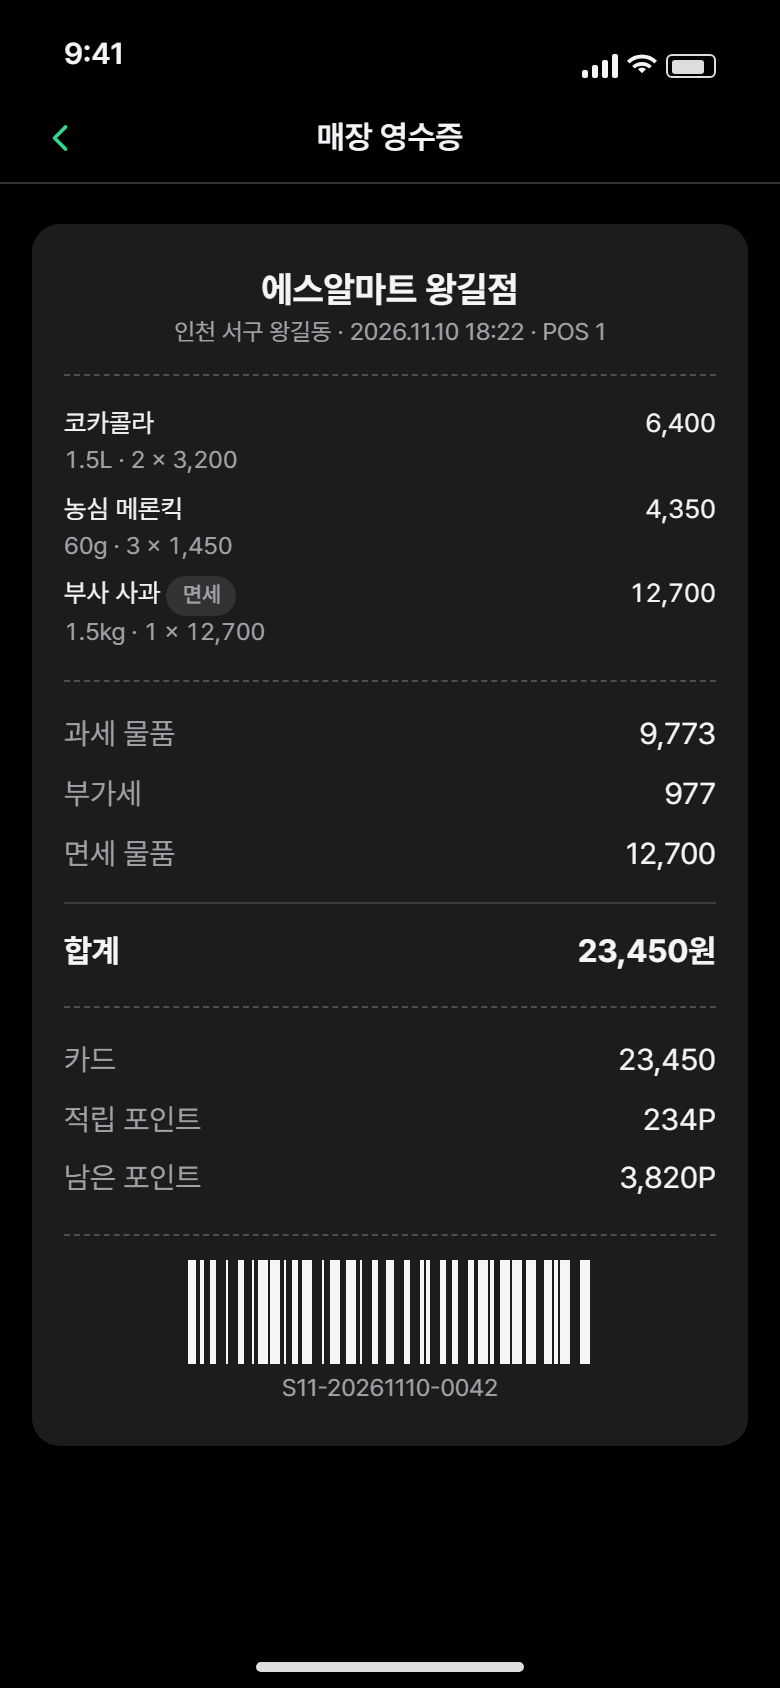 9:41
매장 영수증
에스알마트 왕길점
인천 서구 왕길동 · 2026.11.10 18:22 · POS 1
코카콜라 6,400
1.5L · 2 × 3,200
농심 메론킥 4,350
60g · 3 × 1,450
부사 사과 면세 12,700
1.5kg · 1 × 12,700
과세 물품 9,773
부가세 977
면세 물품 12,700
합계 23,450원
카드 23,450
적립 포인트 234P
남은 포인트 3,820P
S11-20261110-0042